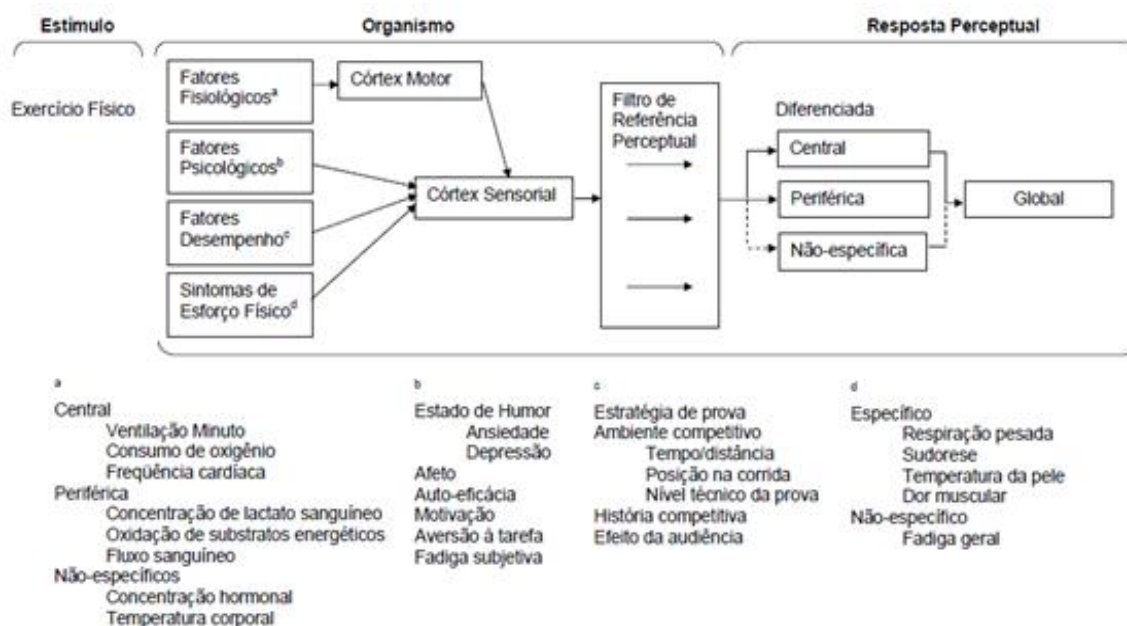 Estímulo
Organismo
Resposta Perceptual
Exercício Físico
Fatores
Fisiológicosª
Córtex Motor
Fatores
Psicológicosᵇ
Fatores
Desempenhoᶜ
Sintomas de
Esforço Físicoᵈ
Córtex Sensorial
Filtro de
Referência
Perceptual
Diferenciada
Central
Periférica
Não-específica
Global
a
Central
Ventilação Minuto
Consumo de oxigênio
Freqüência cardíaca
Periférica
Concentração de lactato sanguíneo
Oxidação de substratos energéticos
Fluxo sanguíneo
Não-específicos
Concentração hormonal
Temperatura corporal
b
Estado de Humor
Ansiedade
Depressão
Afeto
Auto-eficácia
Motivação
Aversão à tarefa
Fadiga subjetiva
c
Estratégia de prova
Ambiente competitivo
Tempo/distância
Posição na corrida
Nível técnico da prova
História competitiva
Efeito da audiência
d
Específico
Respiração pesada
Sudorese
Temperatura da pele
Dor muscular
Não-específico
Fadiga geral